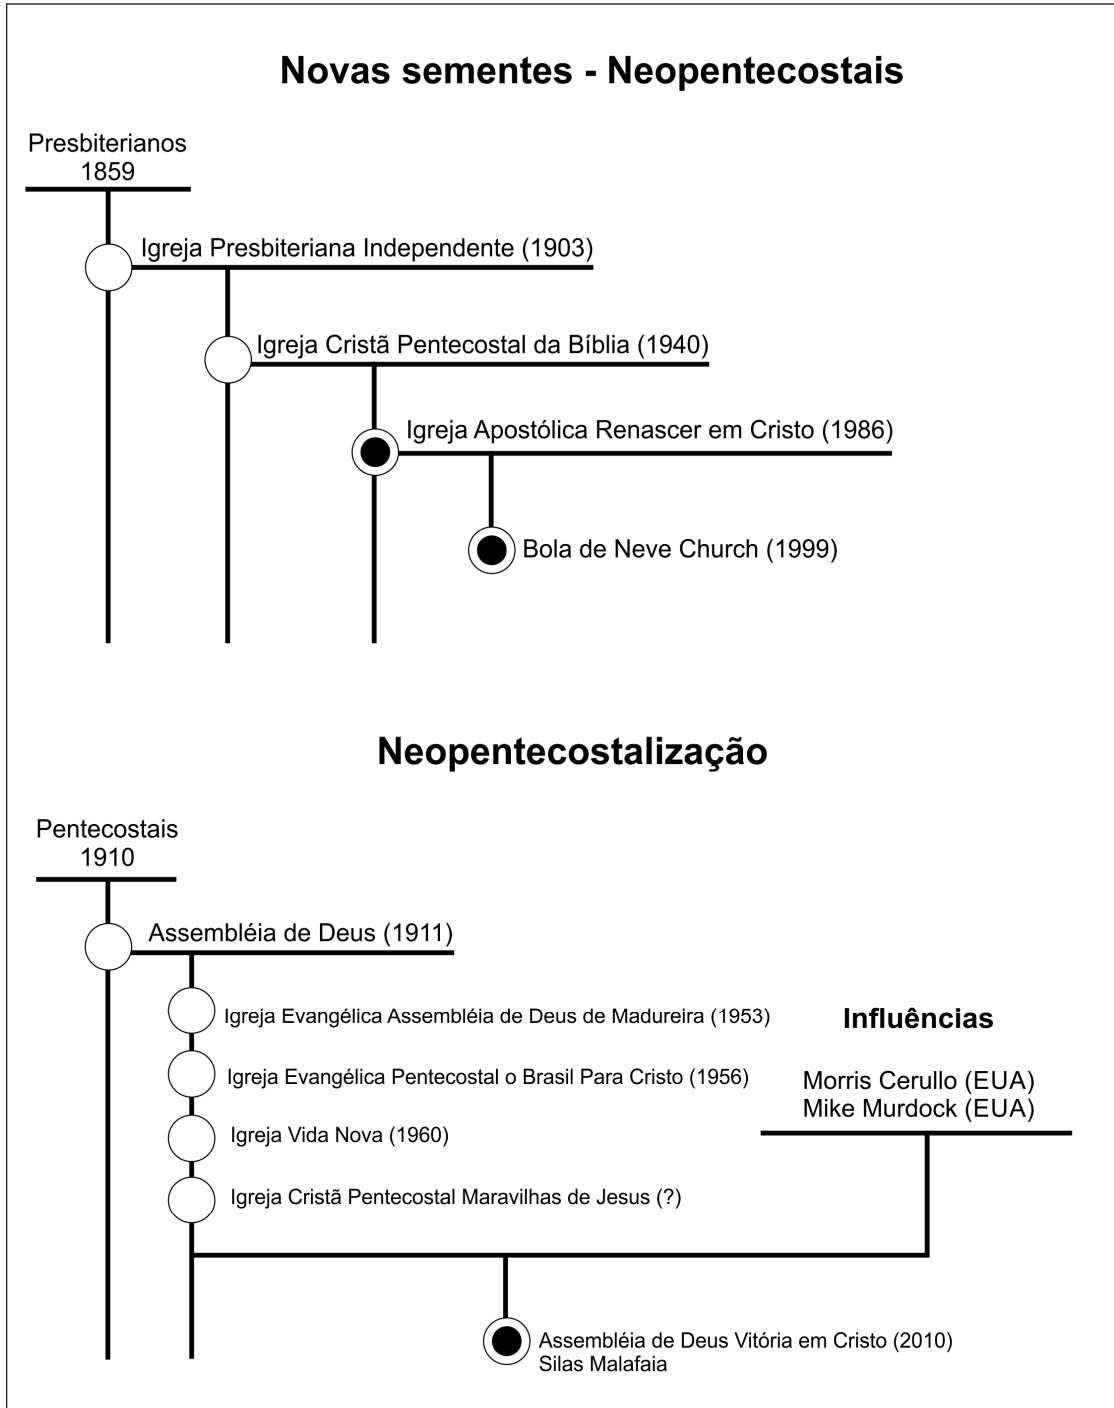 Novas sementes - Neopentecostais
Presbiterianos
1859
Igreja Presbiteriana Independente (1903)
Igreja Cristã Pentecostal da Bíblia (1940)
Igreja Apostólica Renascer em Cristo (1986)
Bola de Neve Church (1999)
Neopentecostalização
Pentecostais
1910
Assembléia de Deus (1911)
Igreja Evangélica Assembléia de Deus de Madureira (1953)
Igreja Evangélica Pentecostal o Brasil Para Cristo (1956)
Igreja Vida Nova (1960)
Igreja Cristã Pentecostal Maravilhas de Jesus (?)
Influências
Morris Cerullo (EUA)
Mike Murdock (EUA)
Assembléia de Deus Vitória em Cristo (2010)
Silas Malafaia